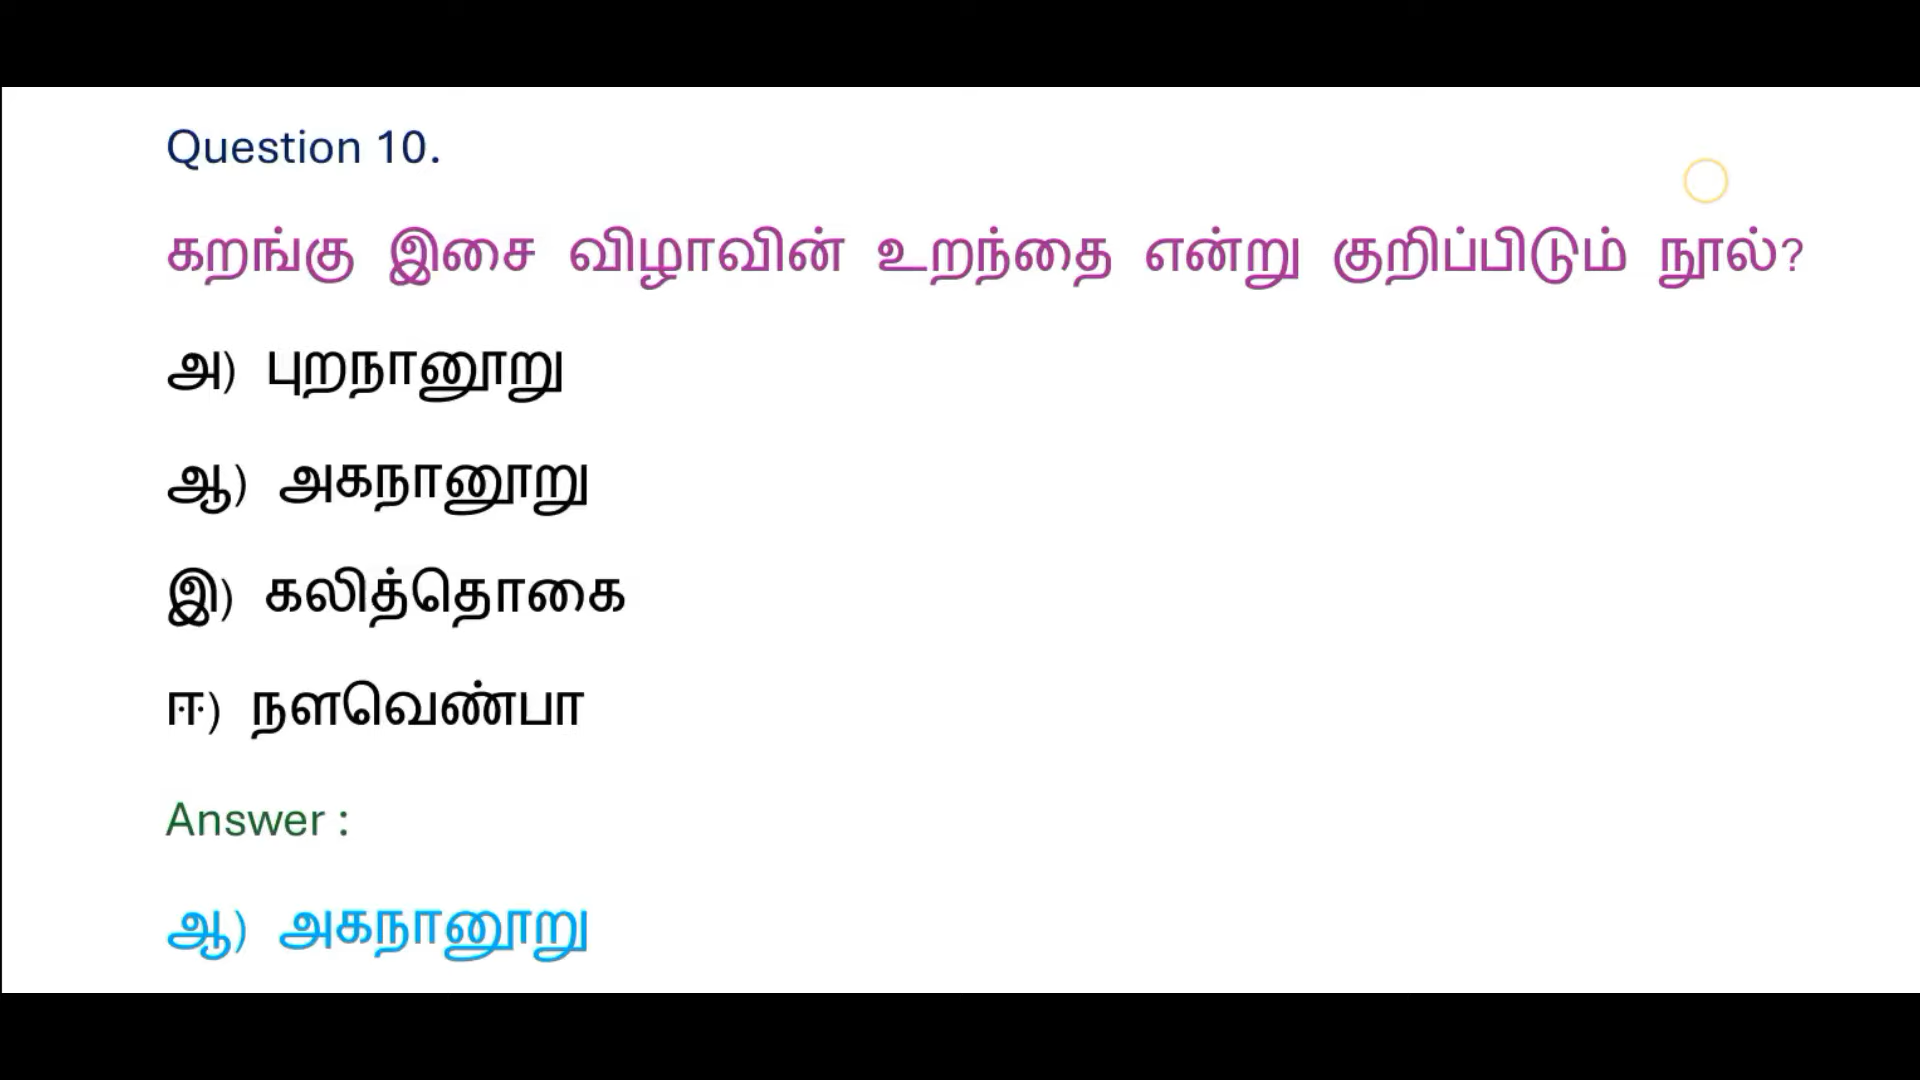 Question 10.
கறங்கு இசை விழாவின் உறந்தை என்று குறிப்பிடும் நூல்?
அ) புறநானூறு
ஆ) அகநானூறு
இ) கலித்தொகை
ஈ) நளவெண்பா
Answer :
ஆ) அகநானூறு